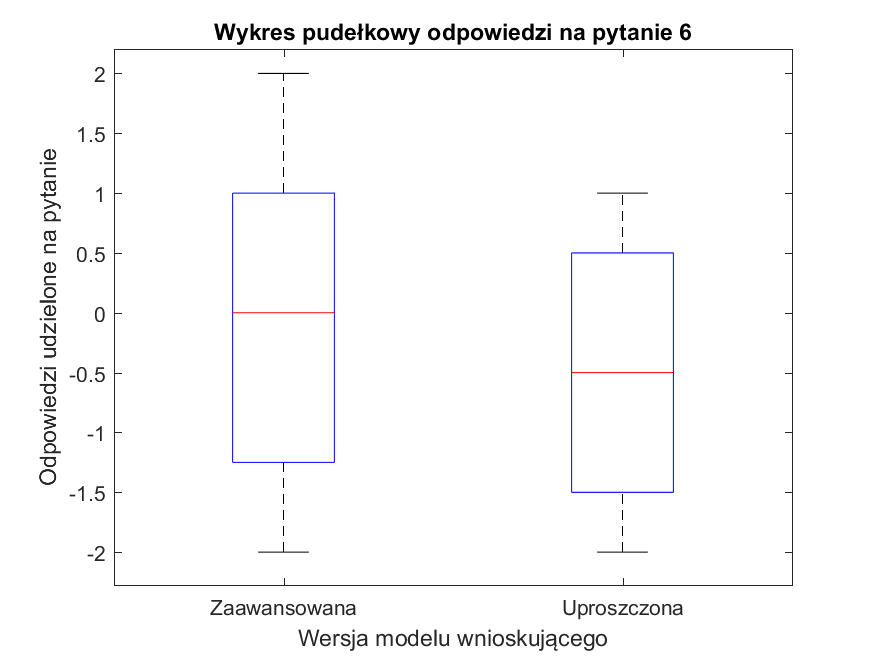 Wykres pudełkowy odpowiedzi na pytanie 6
Odpowiedzi udzielone na pytanie
2
1.5
1
0.5
0
-0.5
-1
-1.5
-2
Zaawansowana
Uproszczona
Wersja modelu wnioskującego